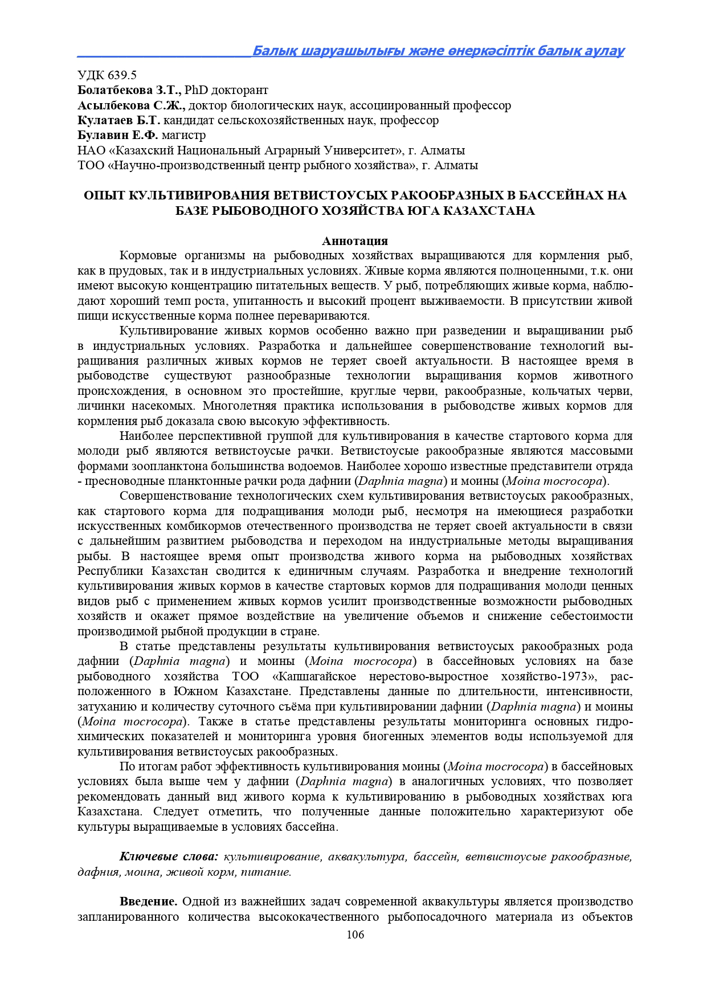 Балық шаруашылығы және өнеркәсіптік балық аулау
УДК 639.5
Болатбекова З.Т., PhD докторант
Асылбекова С.Ж., доктор биологических наук, ассоциированный профессор
Кулатаев Б.Т. кандидат сельскохозяйственных наук, профессор
Булавин Е.Ф. магистр
НАО «Казахский Национальный Аграрный Университет», г. Алматы
ТОО «Научно-производственный центр рыбного хозяйства», г. Алматы
ОПЫТ КУЛЬТИВИРОВАНИЯ ВЕТВИСТОУСЫХ РАКООБРАЗНЫХ В БАССЕЙНАХ НА
БАЗЕ РЫБОВОДНОГО ХОЗЯЙСТВА ЮГА КАЗАХСТАНА
Аннотация
Кормовые организмы на рыбоводных хозяйствах выращиваются для кормления рыб,
как в прудовых, так и в индустриальных условиях. Живые корма являются полноценными, т.к. они
имеют высокую концентрацию питательных веществ. У рыб, потребляющих живые корма, наблю-
дают хороший темп роста, упитанность и высокий процент выживаемости. В присутствии живой
пищи искусственные корма полнее перевариваются.
Культивирование живых кормов особенно важно при разведении и выращивании рыб
в индустриальных условиях. Разработка и дальнейшее совершенствование технологий вы-
ращивания различных живых кормов не теряет своей актуальности. В настоящее время в
рыбоводстве существуют разнообразные технологии выращивания кормов животного
происхождения, в основном это простейшие, круглые черви, ракообразные, кольчатых черви,
личинки насекомых. Многолетняя практика использования в рыбоводстве живых кормов для
кормления рыб доказала свою высокую эффективность.
Наиболее перспективной группой для культивирования в качестве стартового корма для
молоди рыб являются ветвистоусые рачки. Ветвистоусые ракообразные являются массовыми
формами зоопланктона большинства водоемов. Наиболее хорошо известные представители отряда
- пресноводные планктонные рачки рода дафнии (Daphnia magna) и моины (Moina mocrocopa).
Совершенствование технологических схем культивирования ветвистоусых ракообразных,
как стартового корма для подращивания молоди рыб, несмотря на имеющиеся разработки
искусственных комбикормов отечественного производства не теряет своей актуальности в связи
с дальнейшим развитием рыбоводства и переходом на индустриальные методы выращивания
рыбы. В настоящее время опыт производства живого корма на рыбоводных хозяйствах
Республики Казахстан сводится к единичным случаям. Разработка и внедрение технологий
культивирования живых кормов в качестве стартовых кормов для подращивания молоди ценных
видов рыб с применением живых кормов усилит производственные возможности рыбоводных
хозяйств и окажет прямое воздействие на увеличение объемов и снижение себестоимости
производимой рыбной продукции в стране.
В статье представлены результаты культивирования ветвистоусых ракообразных рода
дафнии (Daphnia magna) и моины (Moina mocrocopa) в бассейновых условиях на базе
рыбоводного хозяйства ТОО «Капшагайское нерестово-выростное хозяйство-1973», рас-
положенного в Южном Казахстане. Представлены данные по длительности, интенсивности,
затуханию и количеству суточного съёма при культивировании дафнии (Daphnia magna) и моины
(Moina mocrocopa). Также в статье представлены результаты мониторинга основных гидро-
химических показателей и мониторинга уровня биогенных элементов воды используемой для
культивирования ветвистоусых ракообразных.
По итогам работ эффективность культивирования моины (Moina mocrocopa) в бассейновых
условиях была выше чем у дафнии (Daphnia magna) в аналогичных условиях, что позволяет
рекомендовать данный вид живого корма к культивированию в рыбоводных хозяйствах юга
Казахстана. Следует отметить, что полученные данные положительно характеризуют обе
культуры выращиваемые в условиях бассейна.
Ключевые слова: культивирование, аквакультура, бассейн, ветвистоусые ракообразные,
дафния, моина, живой корм, питание.
Введение. Одной из важнейших задач современной аквакультуры является производство
запланированного количества высококачественного рыбопосадочного материала из объектов
106